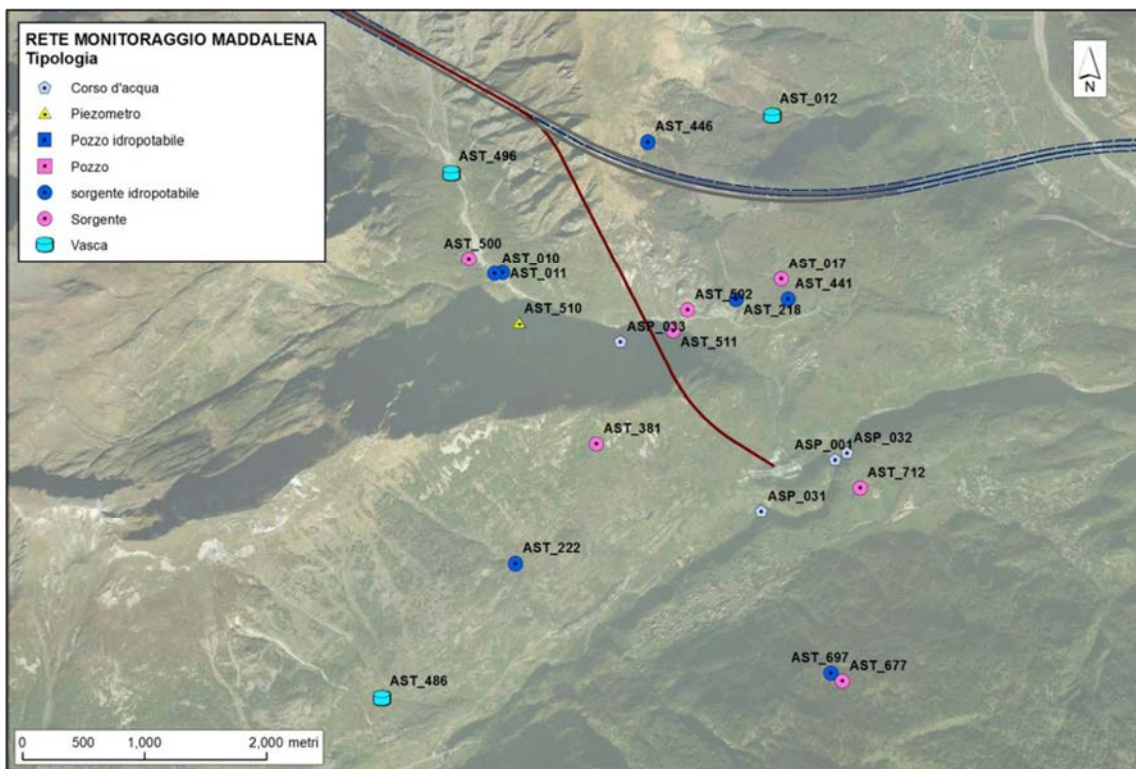 RETE MONITORAGGIO MADDALENA
Tipologia
Corso d'acqua
Piezometro
Pozzo idropotabile
Pozzo
sorgente idropotabile
Sorgente
Vasca
N
AST_012
AST_446
AST_496
AST_500
AST_010
AST_011
AST_017
AST_502
AST_441
AST_218
AST_510
ASP_033
AST_511
AST_381
ASP_001
ASP_032
AST_712
ASP_031
AST_222
AST_697
AST_677
AST_486
0 500 1,000 2,000 metri